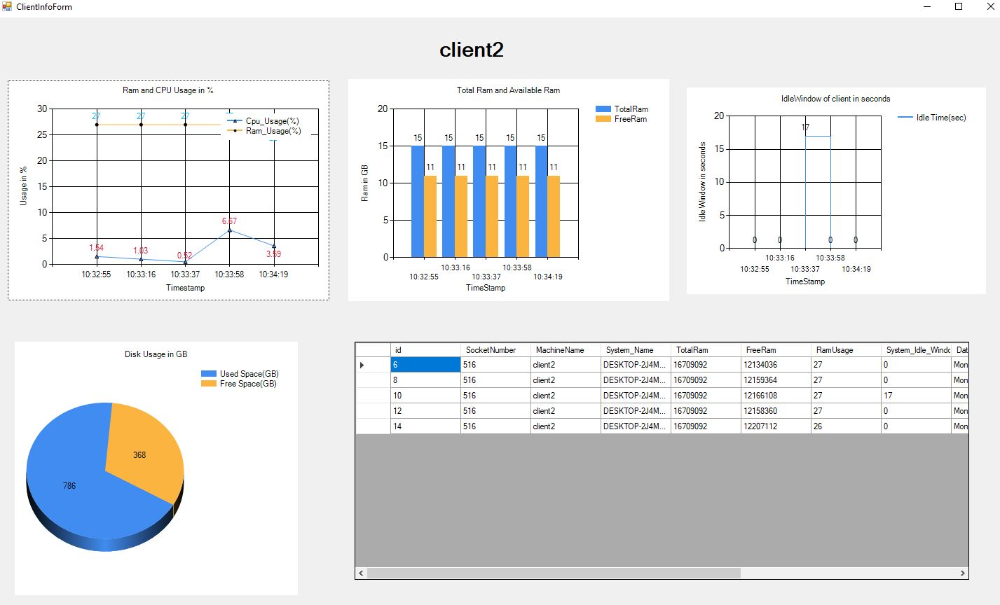 ClientInfoForm
client2
Ram and CPU Usage in %
30
25
20
15
10
5
0
Usage in %
27 27 27
Cpu_Usage(%)
Ram_Usage(%)
1.54 1.03 0.52 6.67 3.59
10:32:55 10:33:16 10:33:37 10:33:58 10:34:19
Timestamp
Total Ram and Available Ram
20
15
10
5
0
Ram in GB
15 15 15 15 15
11 11 11 11 11
TotalRam
FreeRam
10:33:16 10:33:58
10:32:55 10:33:37 10:34:19
TimeStamp
IdleWindow of client in seconds
20
15
10
5
0
Idle Window in seconds
17
0 0 0 0
Idle Time(sec)
10:33:16 10:33:58
10:32:55 10:33:37 10:34:19
TimeStamp
Disk Usage in GB
Used Space(GB)
Free Space(GB)
368
786
id SocketNumber MachineName System_Name TotalRam FreeRam RamUsage System_Idle_Windo Dat
6 516 client2 DESKTOP-2J4M... 16709092 12134036 27 0 Mon
8 516 client2 DESKTOP-2J4M... 16709092 12159364 27 0 Mon
10 516 client2 DESKTOP-2J4M... 16709092 12166108 27 17 Mon
12 516 client2 DESKTOP-2J4M... 16709092 12158360 27 0 Mon
14 516 client2 DESKTOP-2J4M... 16709092 12207112 26 0 Mon